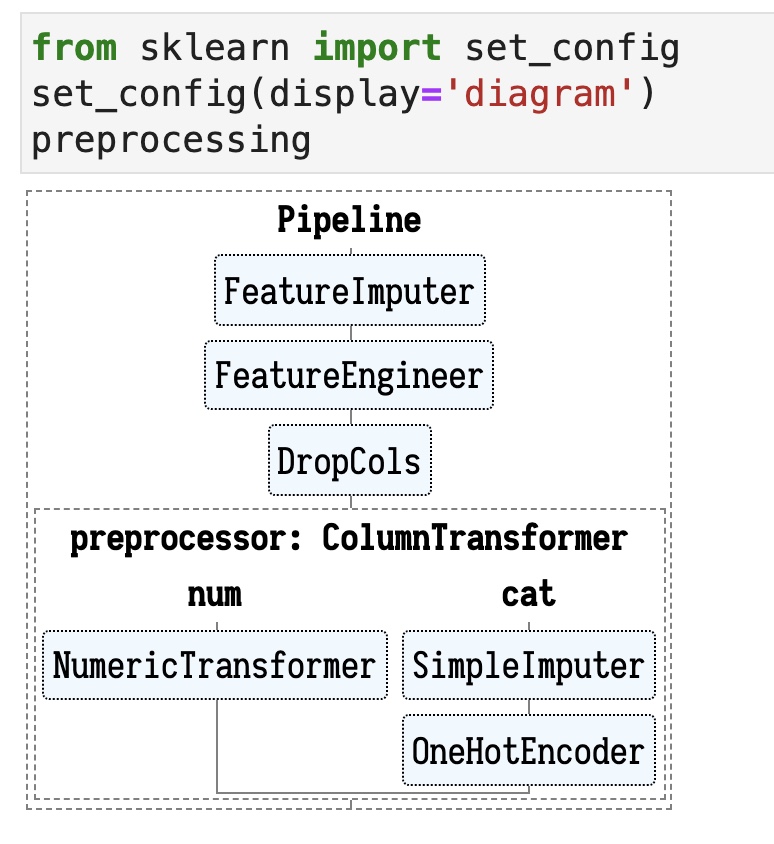 from sklearn import set_config
set_config(display='diagram')
preprocessing
Pipeline
FeatureImputer
FeatureEngineer
DropCols
preprocessor: ColumnTransformer
num cat
NumericTransformer SimpleImputer
OneHotEncoder